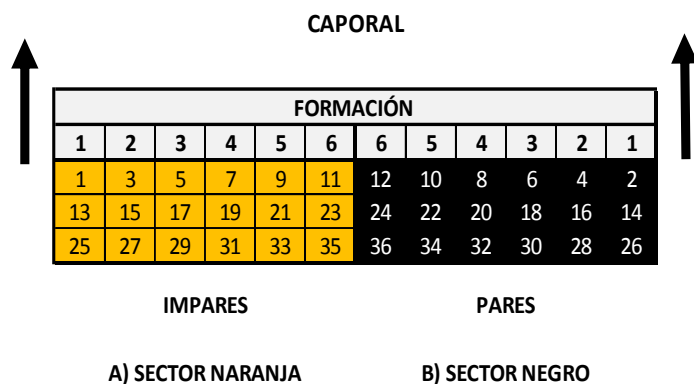 CAPORAL
FORMACIÓN
1 2 3 4 5 6 6 5 4 3 2 1
1 3 5 7 9 11 12 10 8 6 4 2
13 15 17 19 21 23 24 22 20 18 16 14
25 27 29 31 33 35 36 34 32 30 28 26
IMPARES PARES
A) SECTOR NARANJA B) SECTOR NEGRO